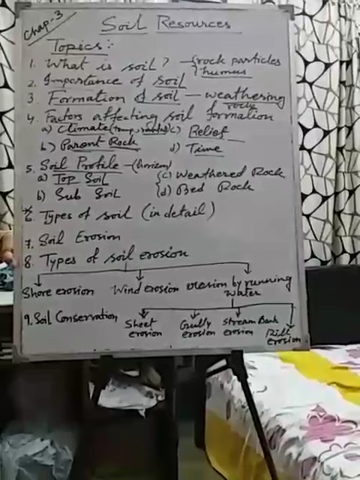 Chap:3
Soil Resources
Topics:
1. What is soil? - { rock particles
humus
2. Importance of soil
3. Formation of soil - weathering
of rocks
4. Factors affecting soil formation
a) Climate c) Relief
b) Parent Rock d) Time
5. Soil Profile -
a) Top Soil (c) Weathered Rock
b) Sub Soil (d) Bed Rock
6. Types of soil (in detail)
7. Soil Erosion
8. Types of soil erosion
Shore erosion Wind erosion erosion by running
water
9. Soil Conservation Sheet Gully Stream Bank Rill
erosion erosion erosion erosion